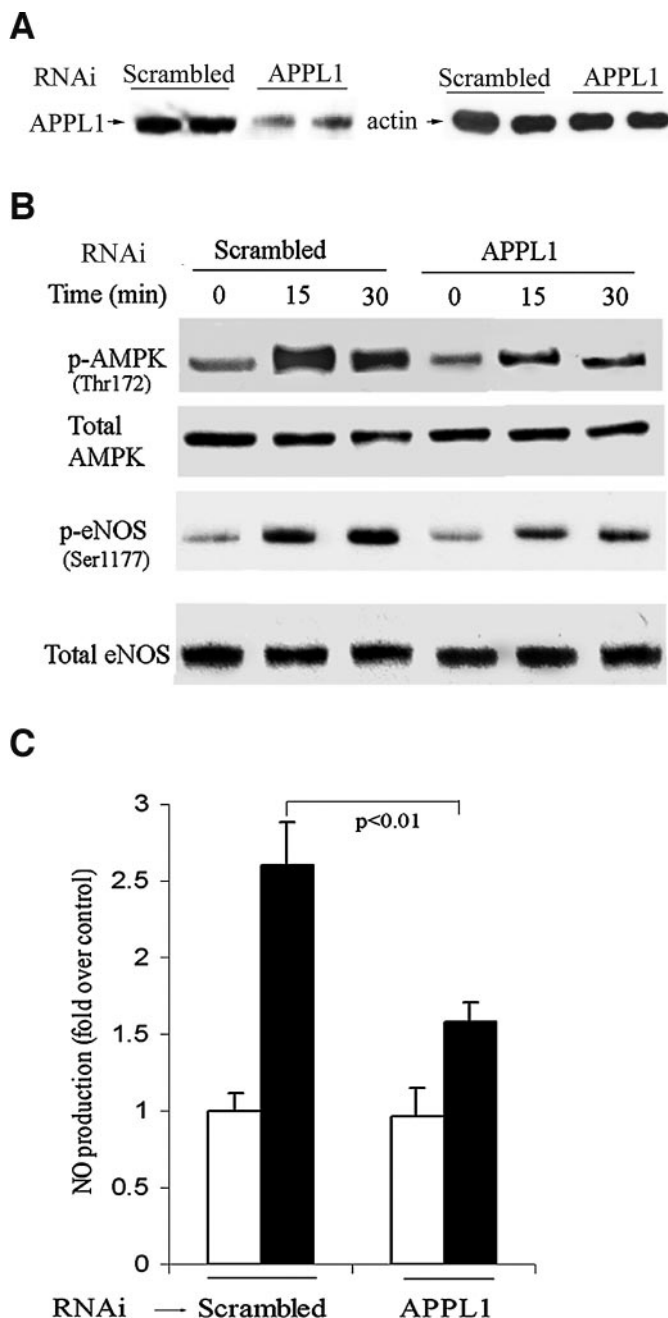 A
RNAi Scrambled APPL1 Scrambled APPL1
APPL1 actin
B
RNAi Scrambled APPL1
Time (min) 0 15 30 0 15 30
p-AMPK
(Thr172)
Total
AMPK
p-eNOS
(Ser1177)
Total eNOS
C
NO production (fold over control)
3
p<0.01
2.5
2
1.5
1
0.5
0
RNAi → Scrambled APPL1